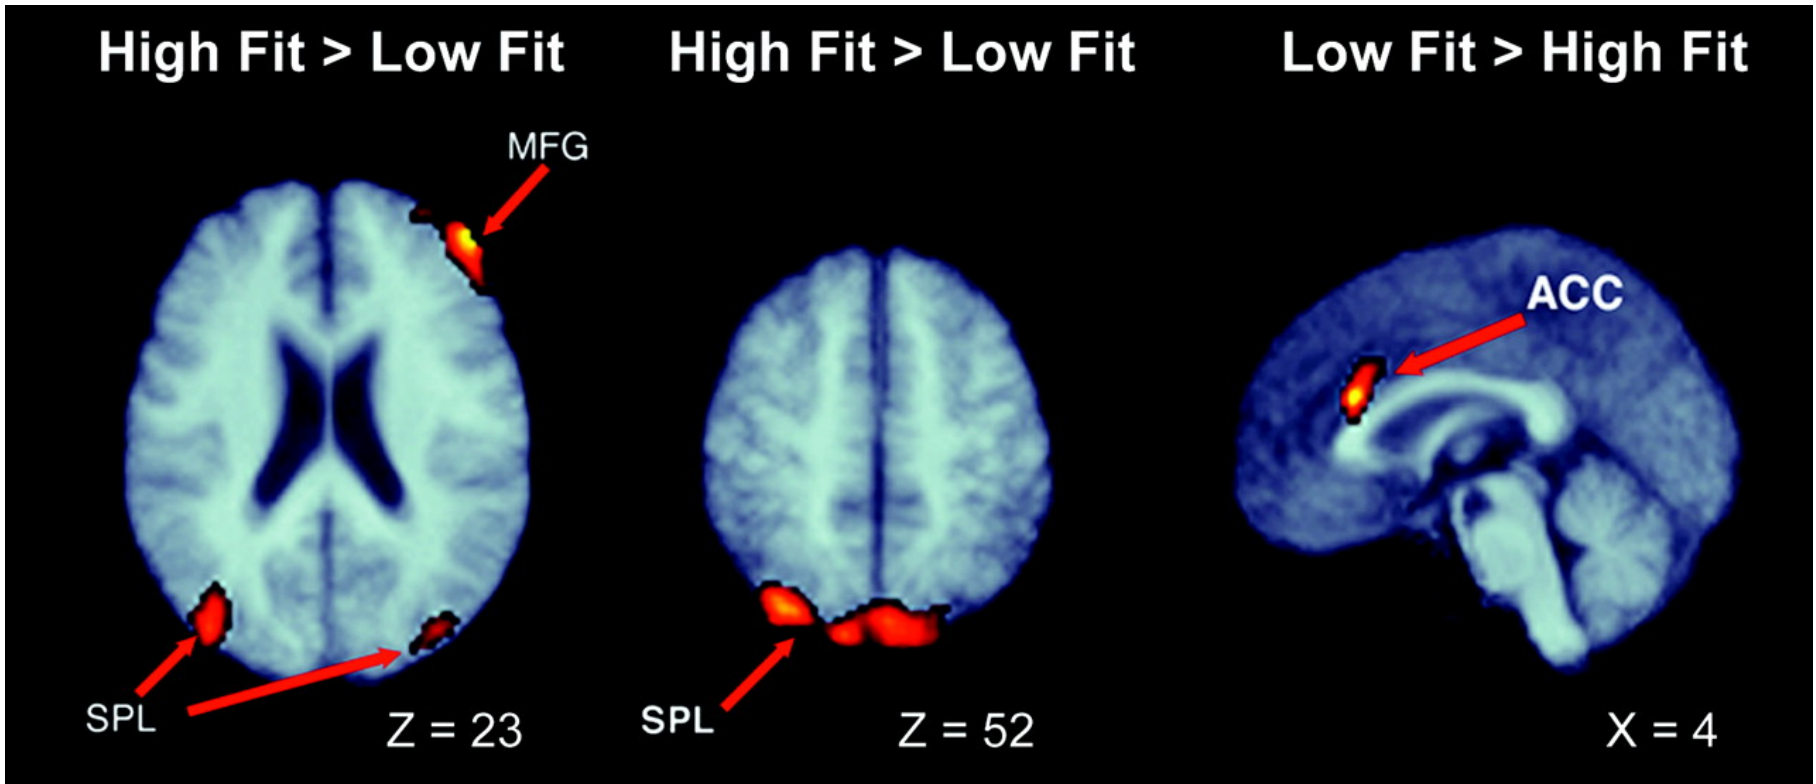 High Fit > Low Fit
High Fit > Low Fit
Low Fit > High Fit
MFG
ACC
SPL
SPL
Z = 23
Z = 52
X = 4